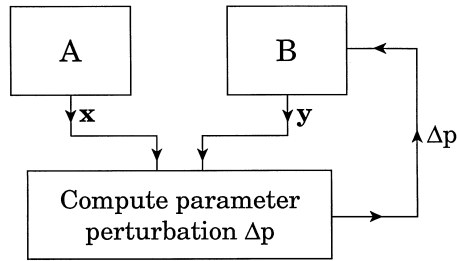 A
B
x
y
Δp
Compute parameter
perturbation Δp